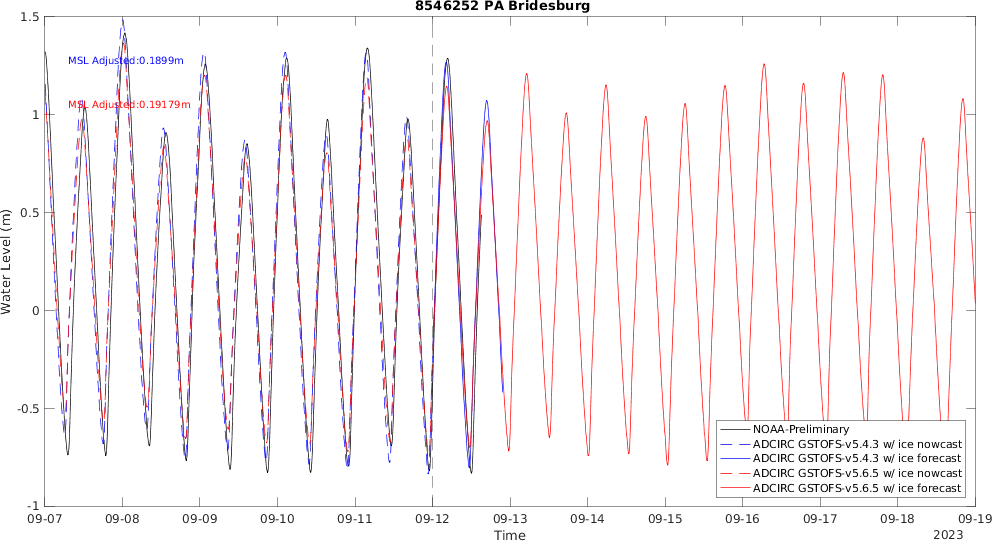 8546252 PA Bridesburg
1.5
1
0.5
0
-0.5
-1
Water Level (m)
MSL Adjusted:0.1899m
MSL Adjusted:0.19179m
NOAA-Preliminary
ADCIRC GSTOFS-v5.4.3 w/ ice nowcast
ADCIRC GSTOFS-v5.4.3 w/ ice forecast
ADCIRC GSTOFS-v5.6.5 w/ ice nowcast
ADCIRC GSTOFS-v5.6.5 w/ ice forecast
09-07 09-08 09-09 09-10 09-11 09-12 09-13 09-14 09-15 09-16 09-17 09-18 09-19
Time
2023